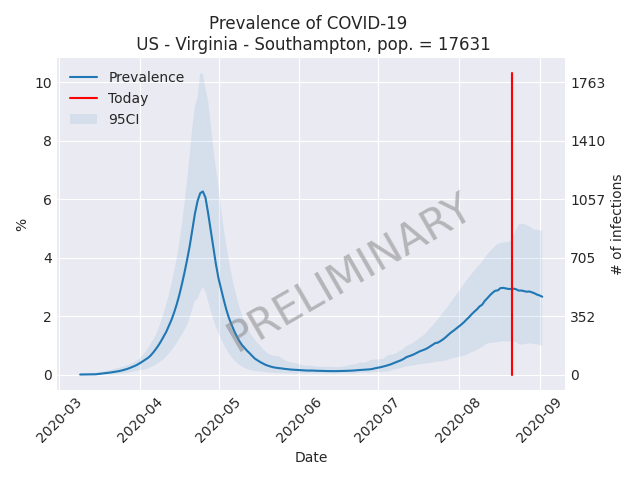 Prevalence of COVID-19
US - Virginia - Southampton, pop. = 17631
Prevalence
Today
95CI
10
8
6
4
2
0
%
1763
1410
1057
705
352
0
# of infections
PRELIMINARY
2020-03
2020-04
2020-05
2020-06
2020-07
2020-08
2020-09
Date